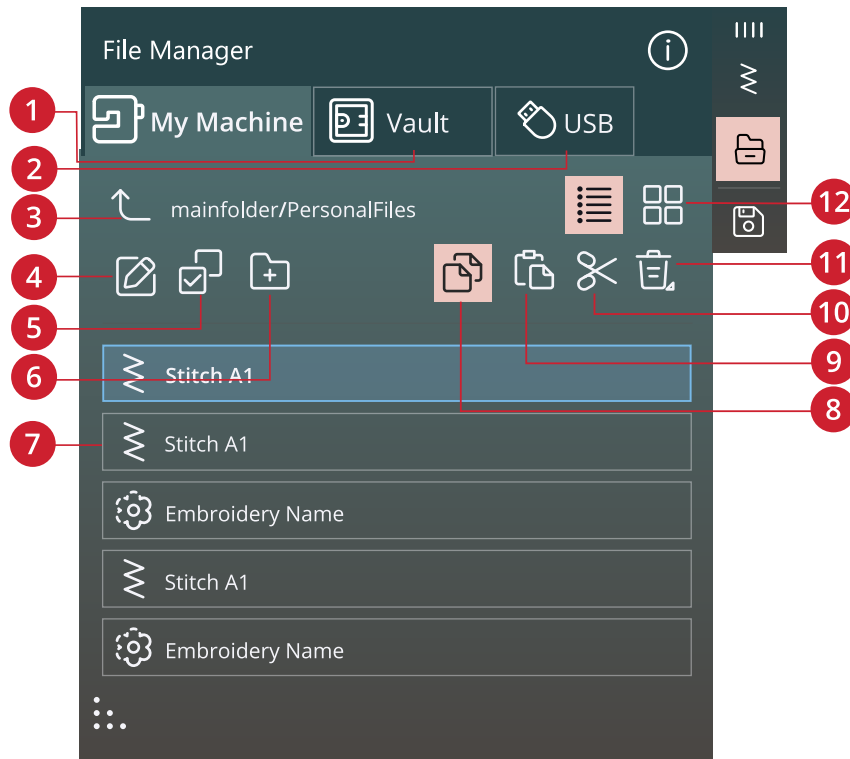 File Manager
My Machine
Vault
USB
mainfolder/PersonalFiles
Stitch A1
Stitch A1
Embroidery Name
Stitch A1
Embroidery Name
1
2
3
4
5
6
7
8
9
10
11
12